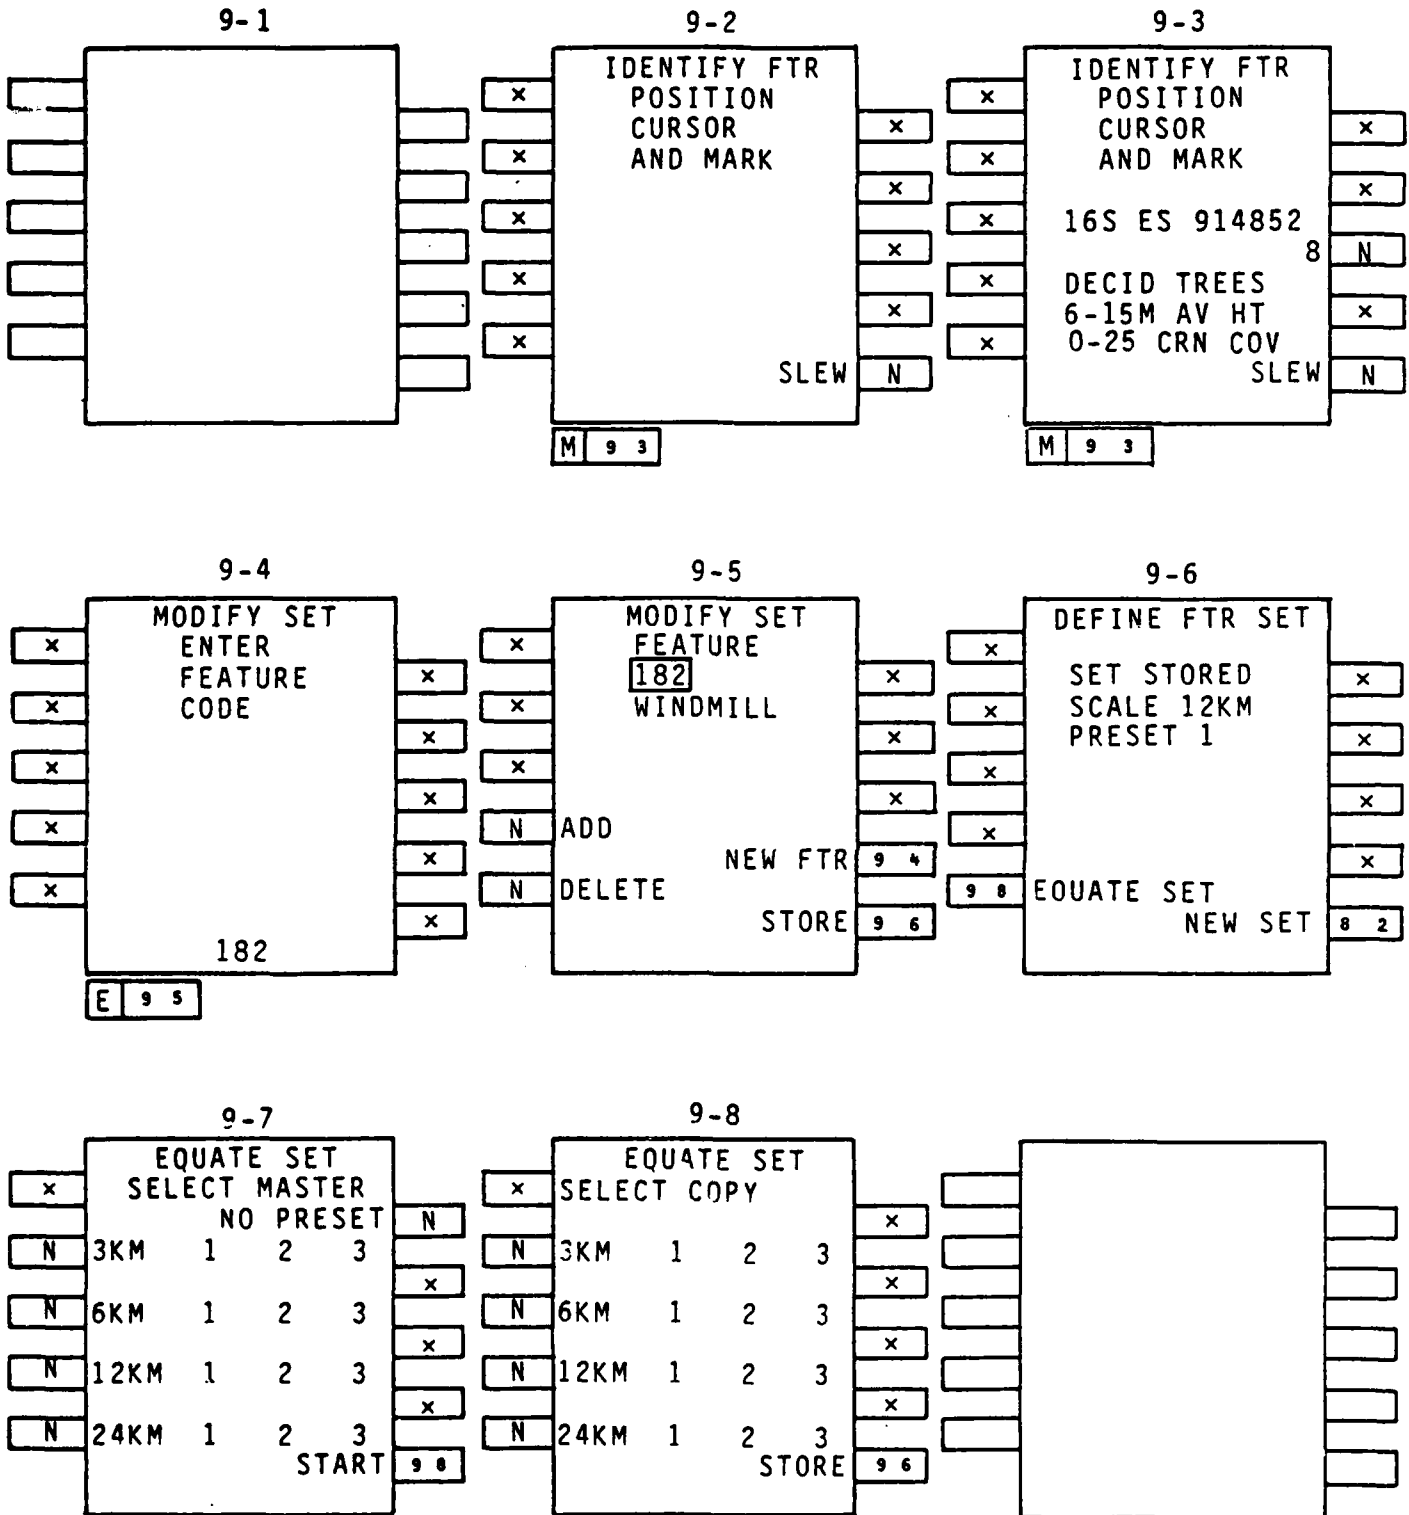 9-1
9-2
IDENTIFY FTR
POSITION
CURSOR
AND MARK
SLEW
× × × × ×
× × × × N
M 9 3
9-3
IDENTIFY FTR
POSITION
CURSOR
AND MARK
16S ES 914852
8
DECID TREES
6-15M AV HT
0-25 CRN COV
SLEW
× × × × ×
× × N × N
M 9 3
9-4
MODIFY SET
ENTER
FEATURE
CODE
182
× × × × ×
× × × × ×
E 9 5
9-5
MODIFY SET
FEATURE
182
WINDMILL
× × ×
× × ×
N ADD
NEW FTR 9 4
N DELETE
STORE 9 6
9-6
DEFINE FTR SET
SET STORED
SCALE 12KM
PRESET 1
× × × ×
× × × ×
9 8 EQUATE SET
NEW SET 8 2
9-7
EQUATE SET
× SELECT MASTER
NO PRESET N
N 3KM 1 2 3
×
N 6KM 1 2 3
×
N 12KM 1 2 3
×
N 24KM 1 2 3
START 9 8
9-8
EQUATE SET
× SELECT COPY
×
N 3KM 1 2 3
×
N 6KM 1 2 3
×
N 12KM 1 2 3
×
N 24KM 1 2 3
STORE 9 6